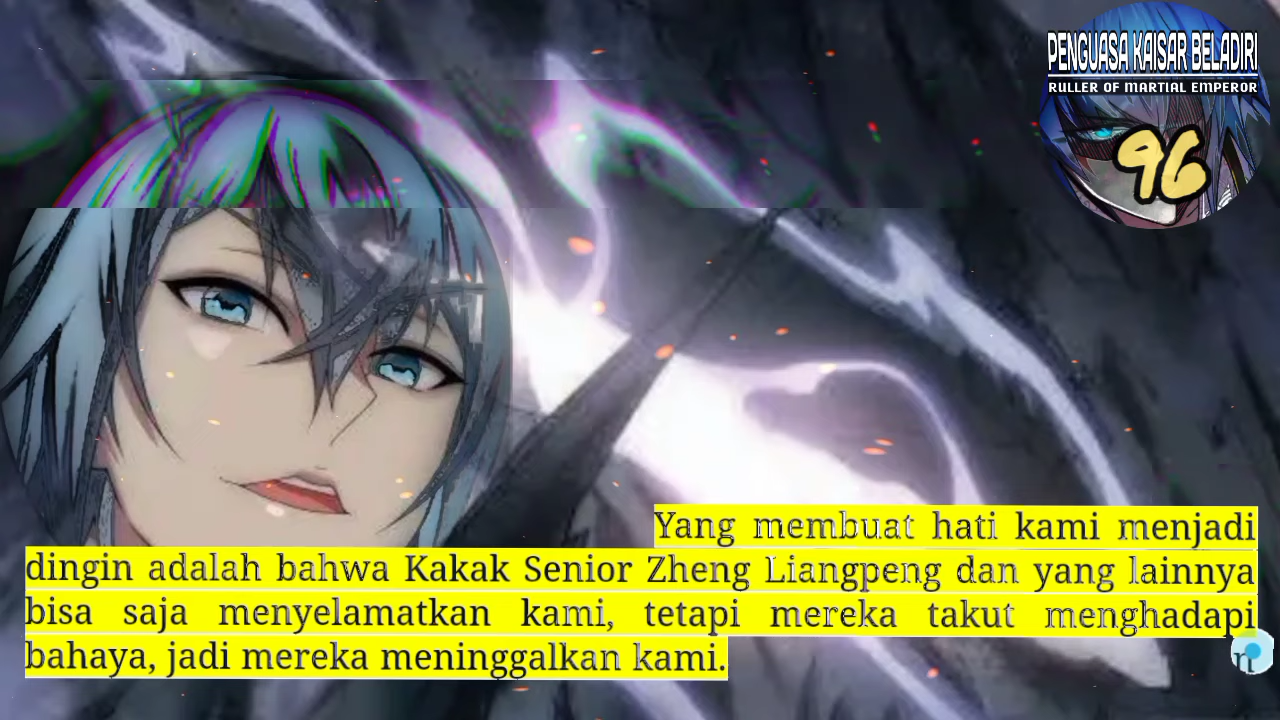 PENGUASA KAISAR BELADIRI
RULLER OF MARTIAL EMPEROR
96
Yang membuat hati kami menjadi
dingin adalah bahwa Kakak Senior Zheng Liangpeng dan yang lainnya
bisa saja menyelamatkan kami, tetapi mereka takut menghadapi
bahaya, jadi mereka meninggalkan kami.